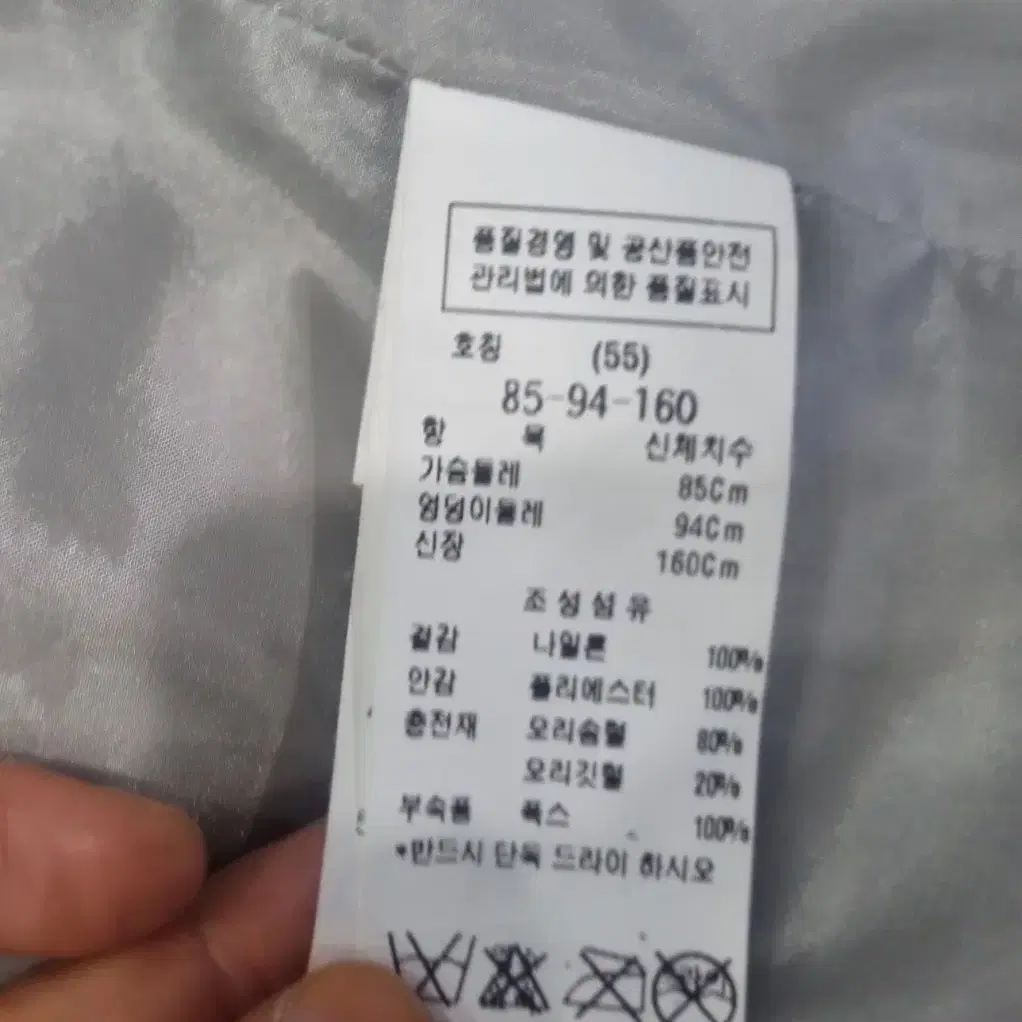 품질경영 및 공산품안전
관리법에 의한 품질표시
호칭 (55)
85-94-160
항 목 신체치수
가슴둘레 85Cm
엉덩이둘레 94Cm
신장 160Cm
조성섬유
겉감 나일론 100%
안감 폴리에스터 100%
충전재 오리솜털 80%
오리깃털 20%
부속품 폭스 100%
*반드시 단독 드라이 하시오